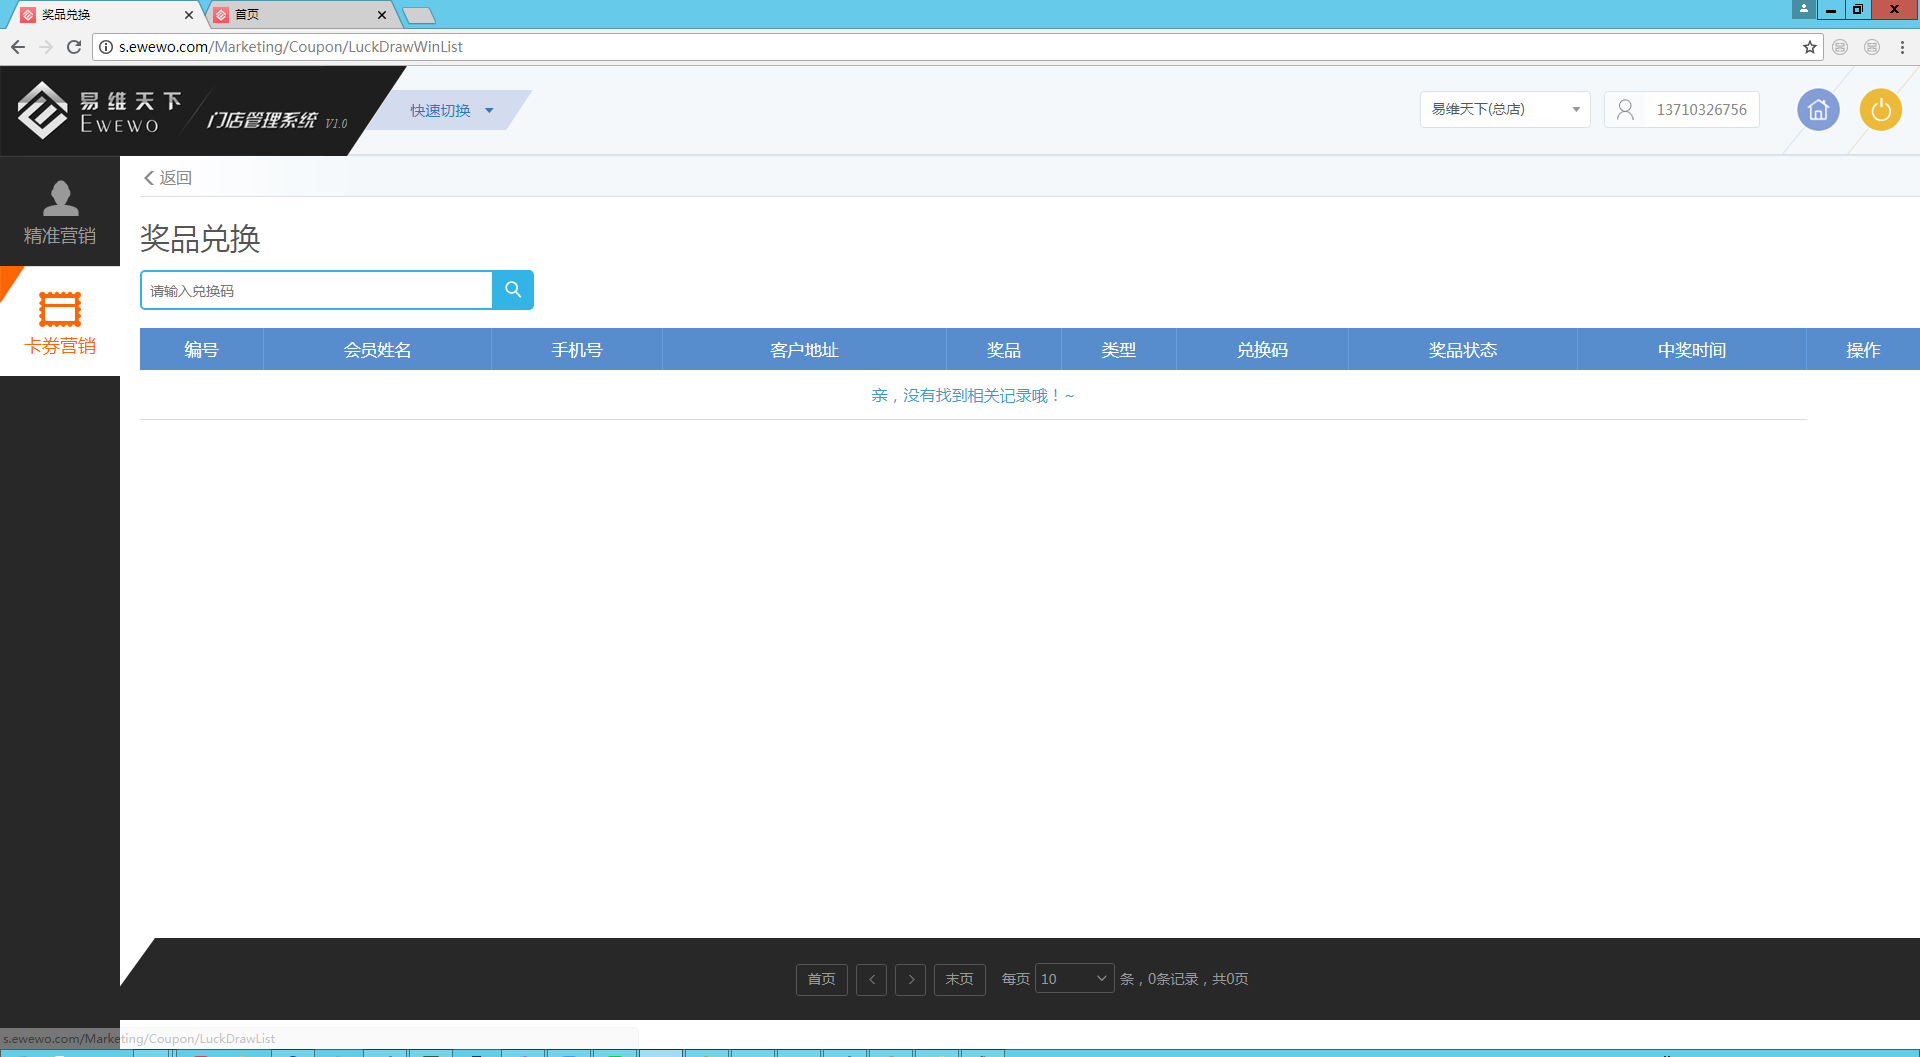 奖品兑换
首页
s.ewewo.com/Marketing/Coupon/LuckDrawWinList
易维天下
EWEWO
门店管理系统 V1.0
快速切换
易维天下(总店)
13710326756
返回
精准营销
卡券营销
奖品兑换
请输入兑换码
编号 会员姓名 手机号 客户地址 奖品 类型 兑换码 奖品状态 中奖时间 操作
亲，没有找到相关记录哦！~
首页 < > 末页 每页 10 条，0条记录，共0页
s.ewewo.com/Marketing/Coupon/LuckDrawList